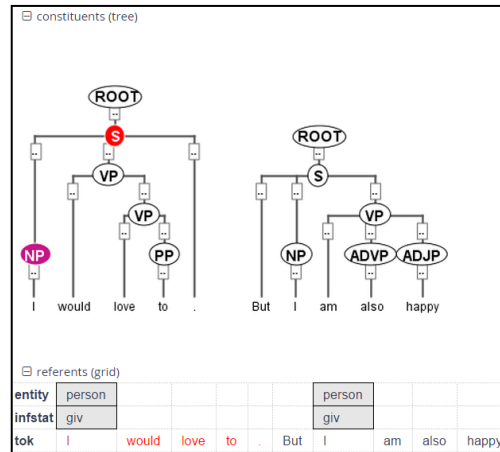 ⊟ constituents (tree)
ROOT
S
ROOT
VP
S
VP
VP
NP
PP
NP
ADVP
ADJP
I would love to .
But I am also happy
⊟ referents (grid)
entity person person
infstat giv giv
tok I would love to . But I am also happy